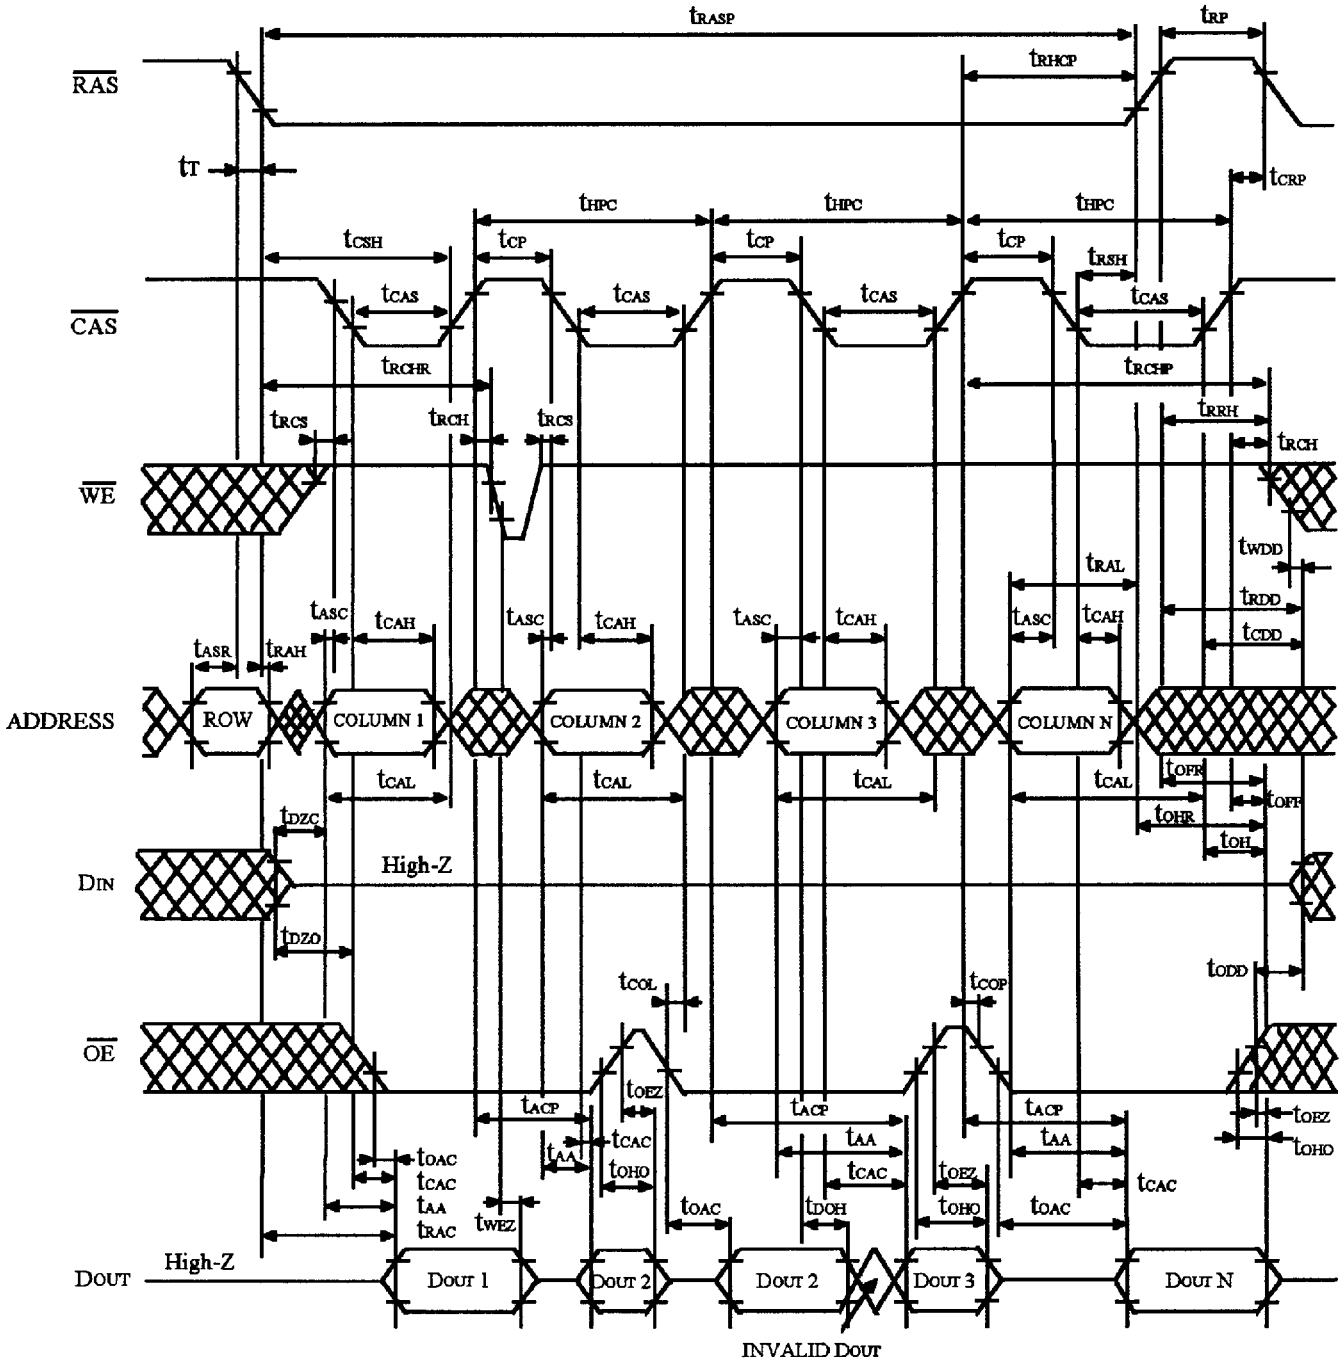 tRASP
tRP
tRHCP
RAS
tT
tCRP
tHPC tHPC tHPC
tCSH tCP tCP tCP tRSH
tCAS tCAS tCAS tCAS
CAS
tRCHR tRCHP
tRCS tRCH tRCS tRRH
tRCH
WE
tWDD
tRAL
tASC tCAH tASC tCAH tASC tCAH tASC tCAH tRDD
tCDD
tASR tRAH
ADDRESS ROW COLUMN 1 COLUMN 2 COLUMN 3 COLUMN N
tOFR
tCAL tCAL tCAL tCAL
tOFF
tDZC tOHR
tOH
DIN High-Z
tDZO
tCOL tCOP tODD
OE
tOEZ
tACP tACP tACP tOEZ
tCAC tAA tAA tOHO
tAA
tOAC tOHO tCAC tOEZ tCAC
tCAC
tAA tOAC tDOH tOHO tOAC
tRAC tWEZ
High-Z
DOUT DOUT 1 DOUT 2 DOUT 2 DOUT 3 DOUT N
INVALID DOUT